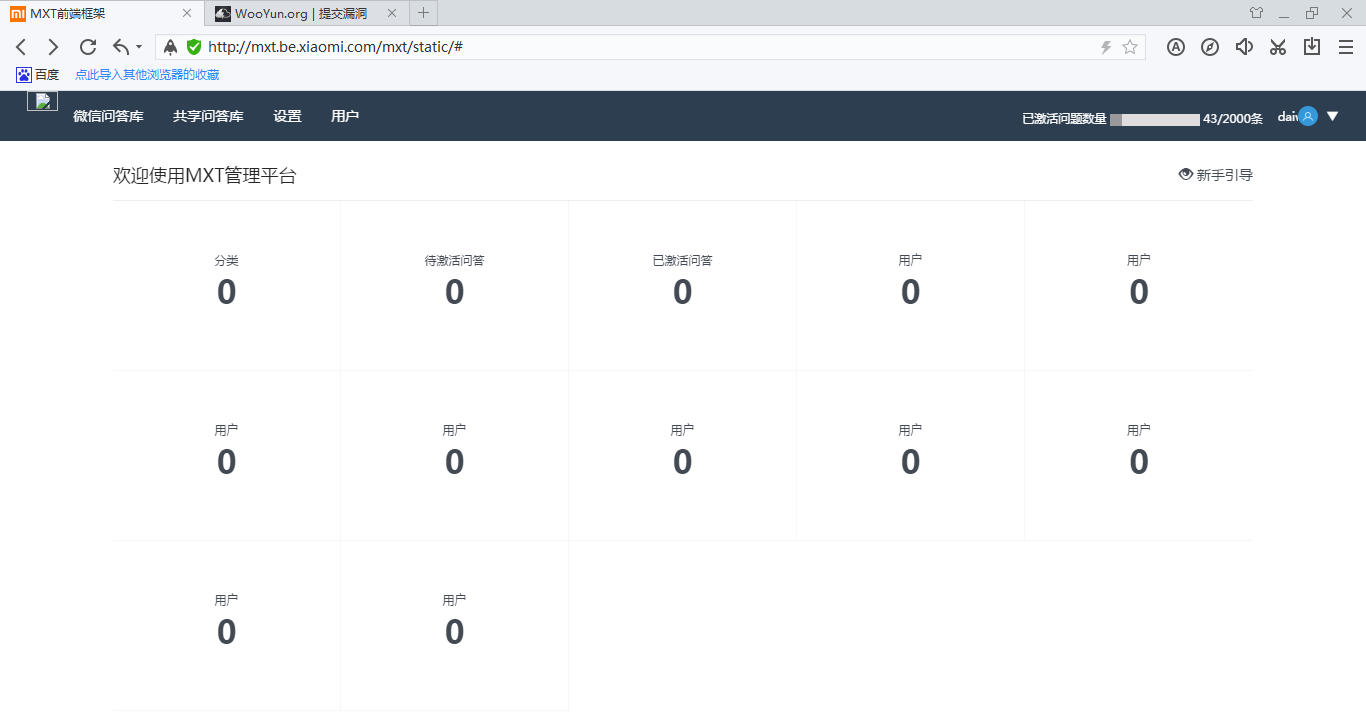 MXT前端框架
WooYun.org | 提交漏洞
http://mxt.be.xiaomi.com/mxt/static/#
百度 点此导入其他浏览器的收藏
微信问答库 共享问答库 设置 用户 已激活问题数量 43/2000条
欢迎使用MXT管理平台 新手引导
分类 待激活问答 已激活问答 用户 用户
0 0 0 0 0
用户 用户 用户 用户 用户
0 0 0 0 0
用户 用户
0 0